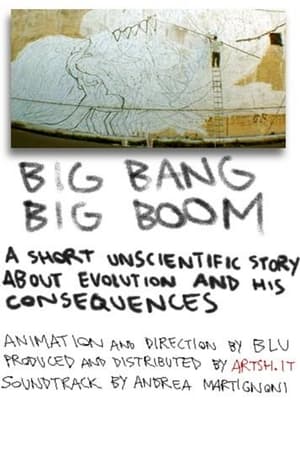 BIG BANG
BIG BOOM
A SHORT UNSCIENTIFIC STORY
ABOUT EVOLUTION AND HIS
CONSEQUENCES
ANIMATION AND DIRECTION BY BLU
PRODUCED AND DISTRIBUTED BY ARTSH.IT
SOUNDTRACK BY ANDREA MARTIGNONI